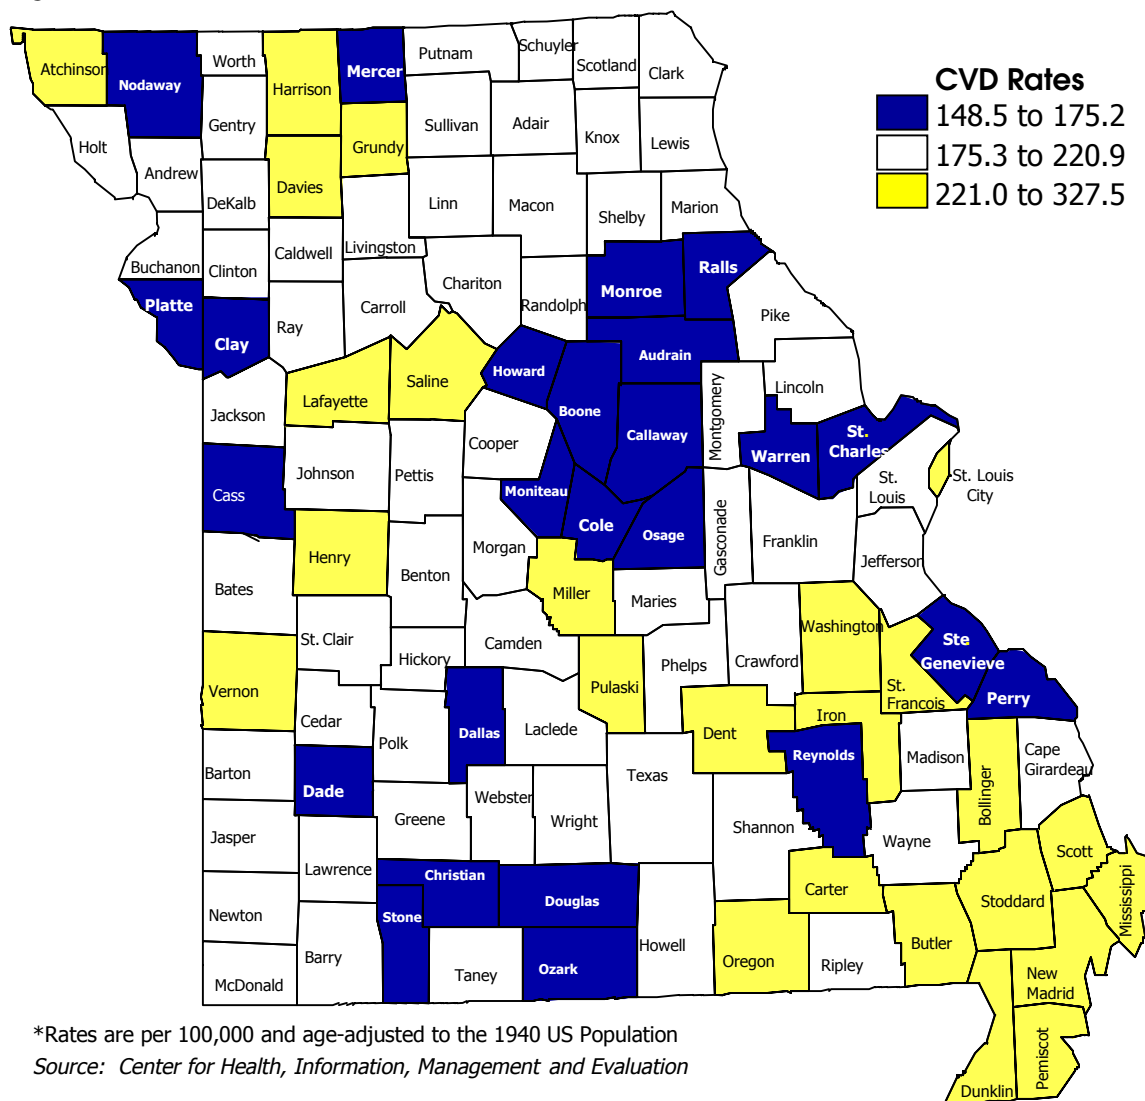 CVD Rates
148.5 to 175.2
175.3 to 220.9
221.0 to 327.5
Atchinson
Nodaway
Worth
Harrison
Mercer
Putnam
Schuyler
Scotland
Clark
Holt
Andrew
Gentry
DeKalb
Davies
Grundy
Sullivan
Adair
Knox
Lewis
Linn
Macon
Shelby
Marion
Buchanon
Clinton
Caldwell
Livingston
Chariton
Randolph
Monroe
Ralls
Pike
Platte
Clay
Ray
Carroll
Audrain
Jackson
Lafayette
Saline
Howard
Boone
Callaway
Montgomery
Lincoln
Warren
St.
Charles
St.
Louis
St. Louis
City
Cass
Johnson
Pettis
Cooper
Moniteau
Cole
Osage
Gasconade
Franklin
Jefferson
Bates
Henry
Benton
Morgan
Miller
Maries
Washington
Ste
Genevieve
Perry
St.
Francois
Vernon
St. Clair
Hickory
Camden
Pulaski
Phelps
Crawford
Cedar
Polk
Dallas
Laclede
Dent
Iron
Reynolds
Madison
Bollinger
Cape
Girardeau
Barton
Dade
Greene
Webster
Wright
Texas
Shannon
Wayne
Scott
Mississippi
Jasper
Lawrence
Christian
Douglas
Carter
Stoddard
Newton
Stone
Ozark
Howell
Oregon
Ripley
Butler
New
Madrid
McDonald
Barry
Taney
Pemiscot
Dunklin
*Rates are per 100,000 and age-adjusted to the 1940 US Population
Source: Center for Health, Information, Management and Evaluation